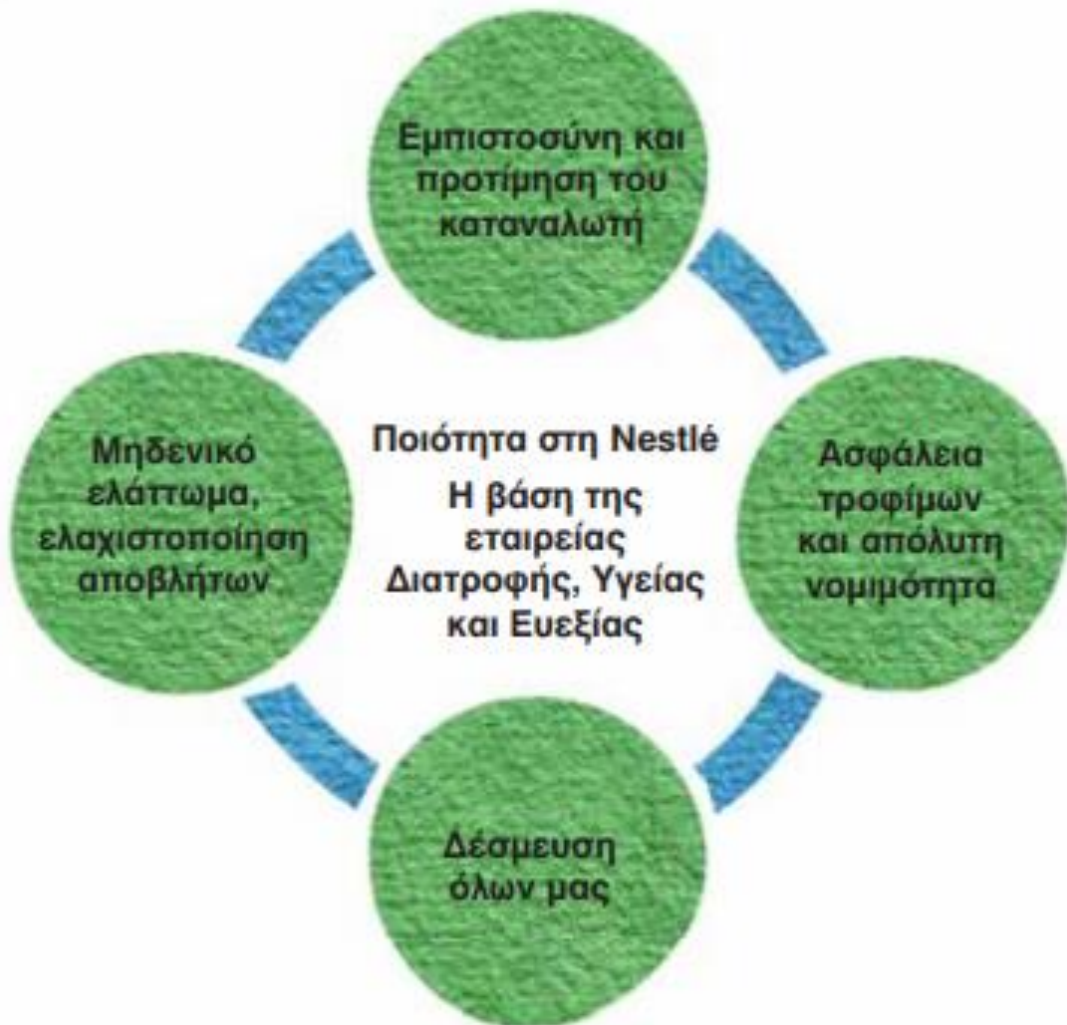 Εμπιστοσύνη και
προτίμηση του
καταναλωτή
Μηδενικό
ελάττωμα,
ελαχιστοποίηση
αποβλήτων
Ποιότητα στη Nestlé
Η βάση της
εταιρείας
Διατροφής, Υγείας
και Ευεξίας
Ασφάλεια
τροφίμων
και απόλυτη
νομιμότητα
Δέσμευση
όλων μας